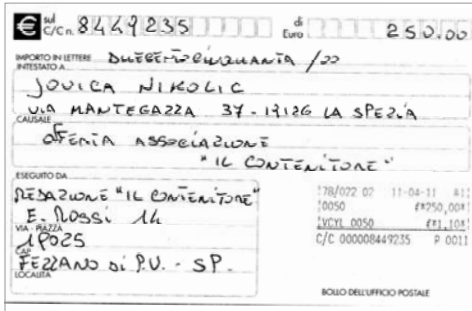 € sul C/C n. 8449235 di Euro 250.00
IMPORTO IN LETTERE DUECENTOCINQUANTA /00
INTESTATO A
JOVICA NIKOLIC
VIA MANTEGAZZA 37 - 19126 LA SPEZIA
CAUSALE
OFFERTA ASSOCIAZIONE
"IL CONTENITORE"
ESEGUITO DA
REDAZIONE "IL CONTENITORE"
E. ROSSI 14
VIA - PIAZZA
19025
CAP
FEZZANO DI P.V. - SP.
LOCALITÀ
78/022 02 11-04-11
0050 €*250,00*
VCYL 0050 €*1,10*
C/C 000008449235 P 0011
BOLLO DELL'UFFICIO POSTALE